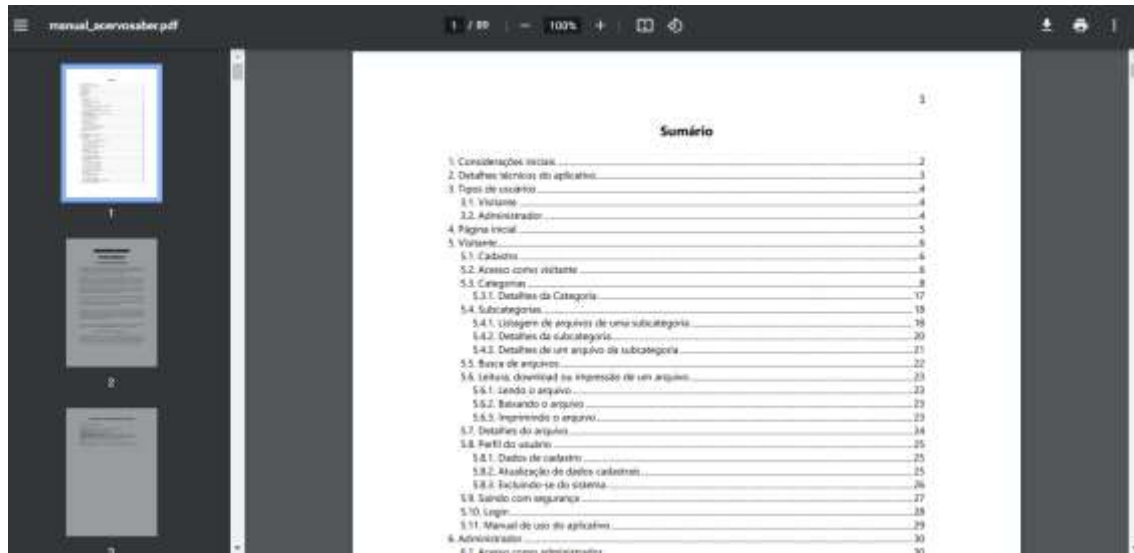 manual_acervosaber.pdf
1 / 89 − 100% +
1
2
3
Sumário
1. Considerações iniciais 2
2. Detalhes técnicos do aplicativo 3
3. Tipos de usuários 4
3.1. Visitante 4
3.2. Administrador 4
4. Página inicial 5
5. Visitante 6
5.1. Cadastro 6
5.2. Acesso como visitante 6
5.3. Categorias 8
5.3.1. Detalhes da Categoria 17
5.4. Subcategorias 18
5.4.1. Listagem de arquivos de uma subcategoria 18
5.4.2. Detalhes da subcategoria 20
5.4.3. Detalhes de um arquivo da subcategoria 21
5.5. Busca de arquivos 22
5.6. Leitura, download ou impressão de um arquivo 23
5.6.1. Lendo o arquivo 23
5.6.2. Baixando o arquivo 23
5.6.3. Imprimindo o arquivo 23
5.7. Detalhes do arquivo 24
5.8. Perfil do usuário 25
5.8.1. Dados de cadastro 25
5.8.2. Atualização de dados cadastrais 25
5.8.3. Excluindo-se do sistema 26
5.9. Saindo com segurança 27
5.10. Login 28
5.11. Manual de uso do aplicativo 29
6. Administrador 30
6.1. Acesso como administrador 30